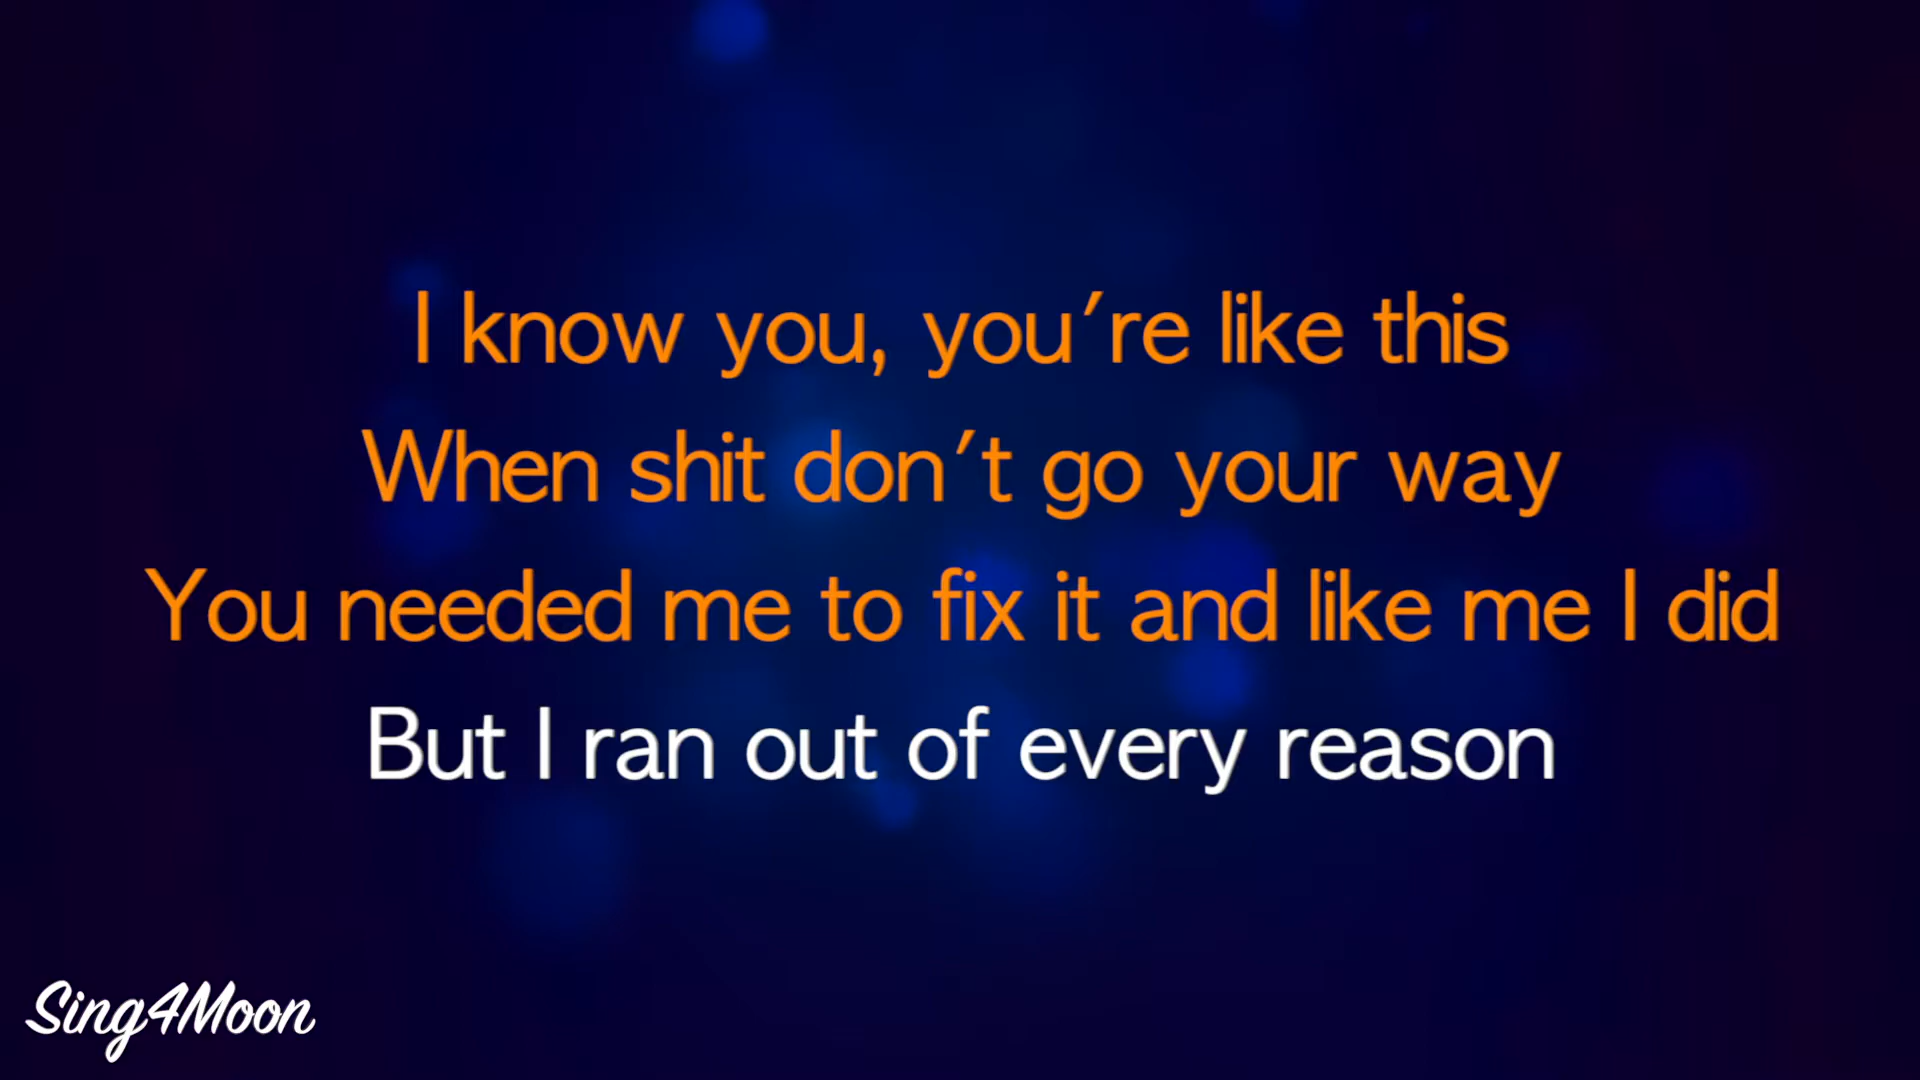 I know you, you're like this
When shit don't go your way
You needed me to fix it and like me I did
But I ran out of every reason
Sing4Moon